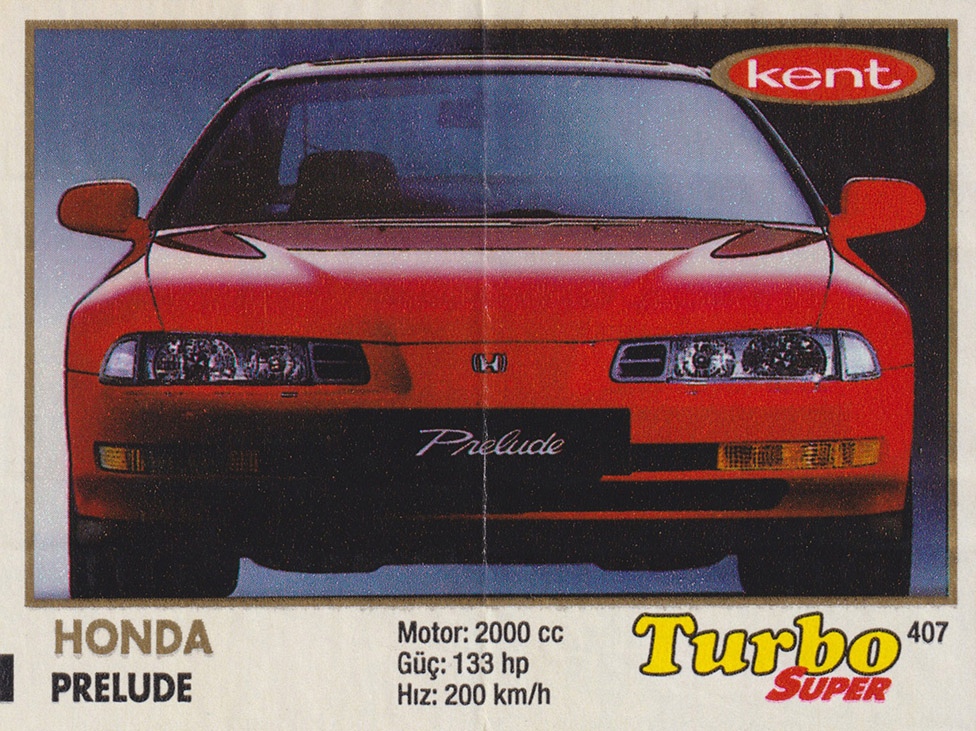 kent
Prelude
HONDA
PRELUDE
Motor: 2000 cc
Güç: 133 hp
Hız: 200 km/h
Turbo
SUPER
407